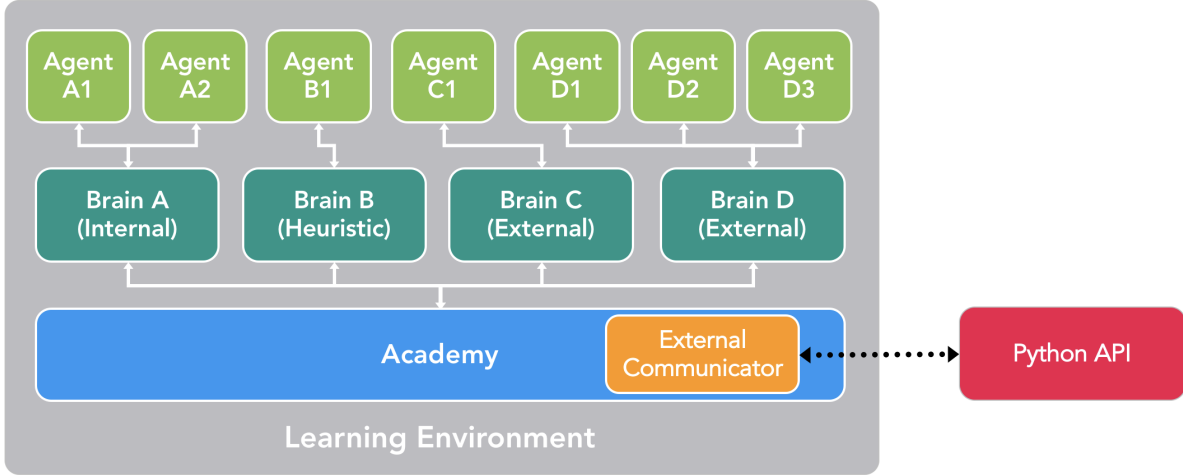 Agent
A1
Agent
A2
Agent
B1
Agent
C1
Agent
D1
Agent
D2
Agent
D3
Brain A
(Internal)
Brain B
(Heuristic)
Brain C
(External)
Brain D
(External)
Academy
External
Communicator
Python API
Learning Environment